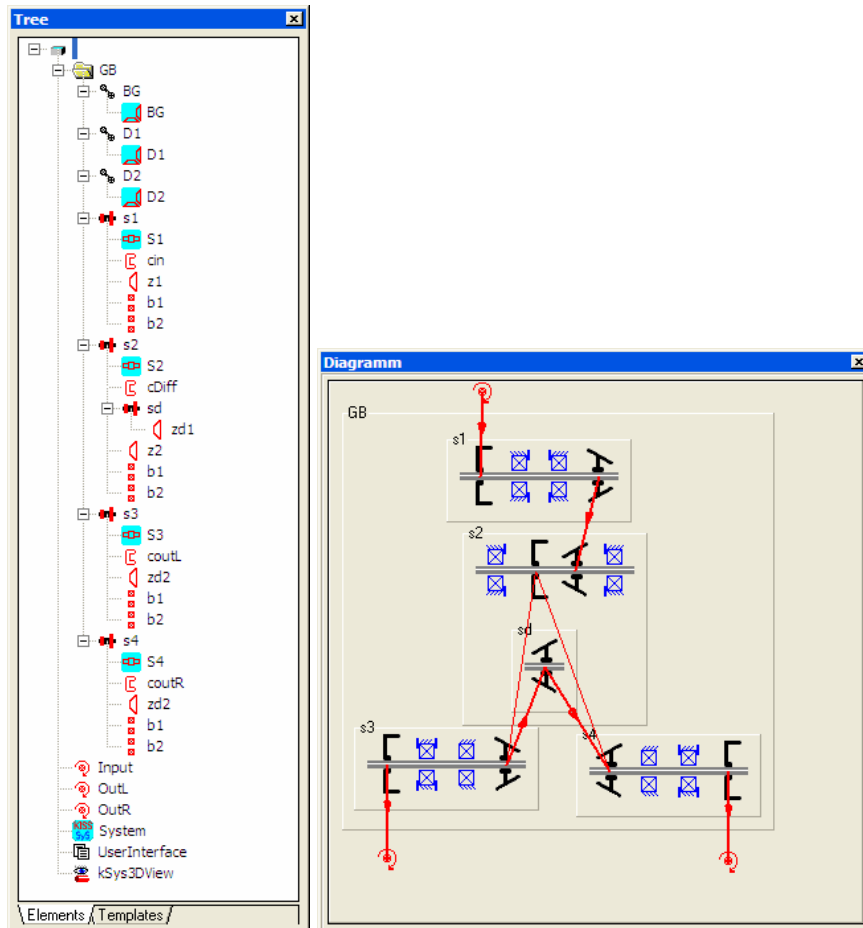 Tree
GB
BG
BG
D1
D1
D2
D2
s1
S1
cin
z1
b1
b2
s2
S2
cDiff
sd
zd1
z2
b1
b2
s3
S3
coutL
zd2
b1
b2
s4
S4
coutR
zd2
b1
b2
Input
OutL
OutR
KISS sys System
UserInterface
kSys3DView
Elements Templates
Diagramm
GB
s1
s2
sd
s3
s4